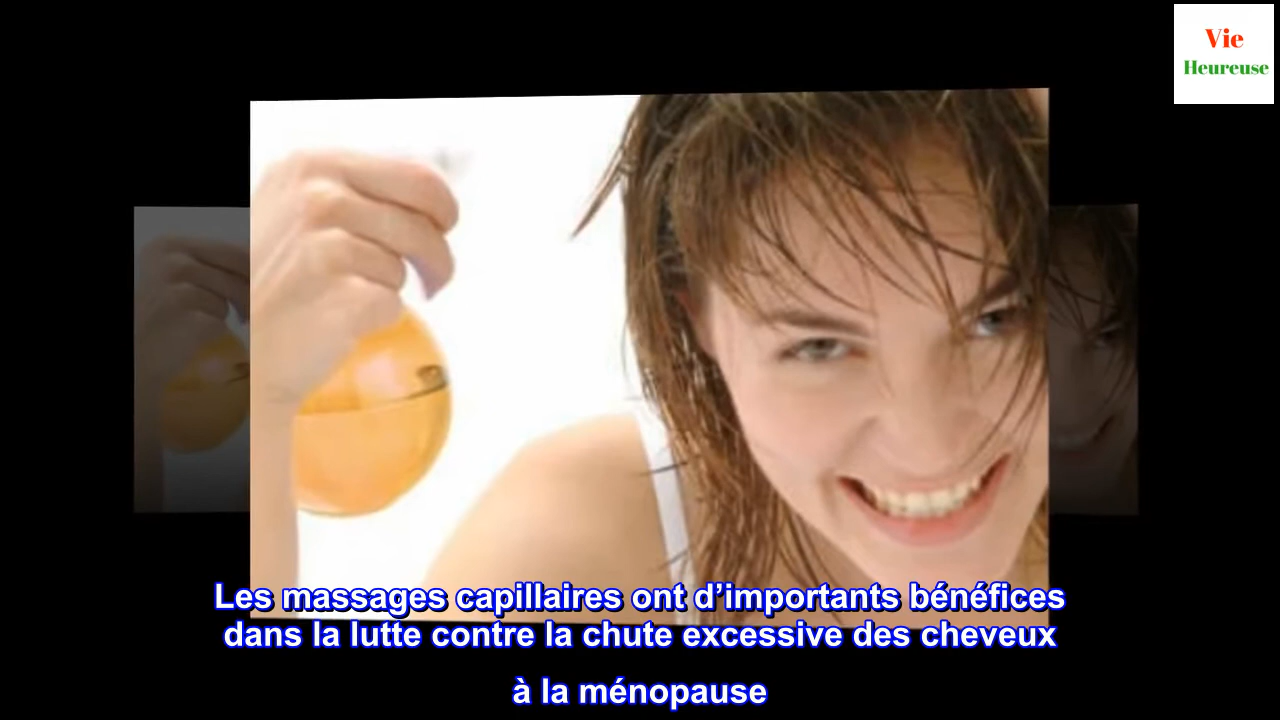 Vie
Heureuse
Les massages capillaires ont d’importants bénéfices
dans la lutte contre la chute excessive des cheveux
à la ménopause